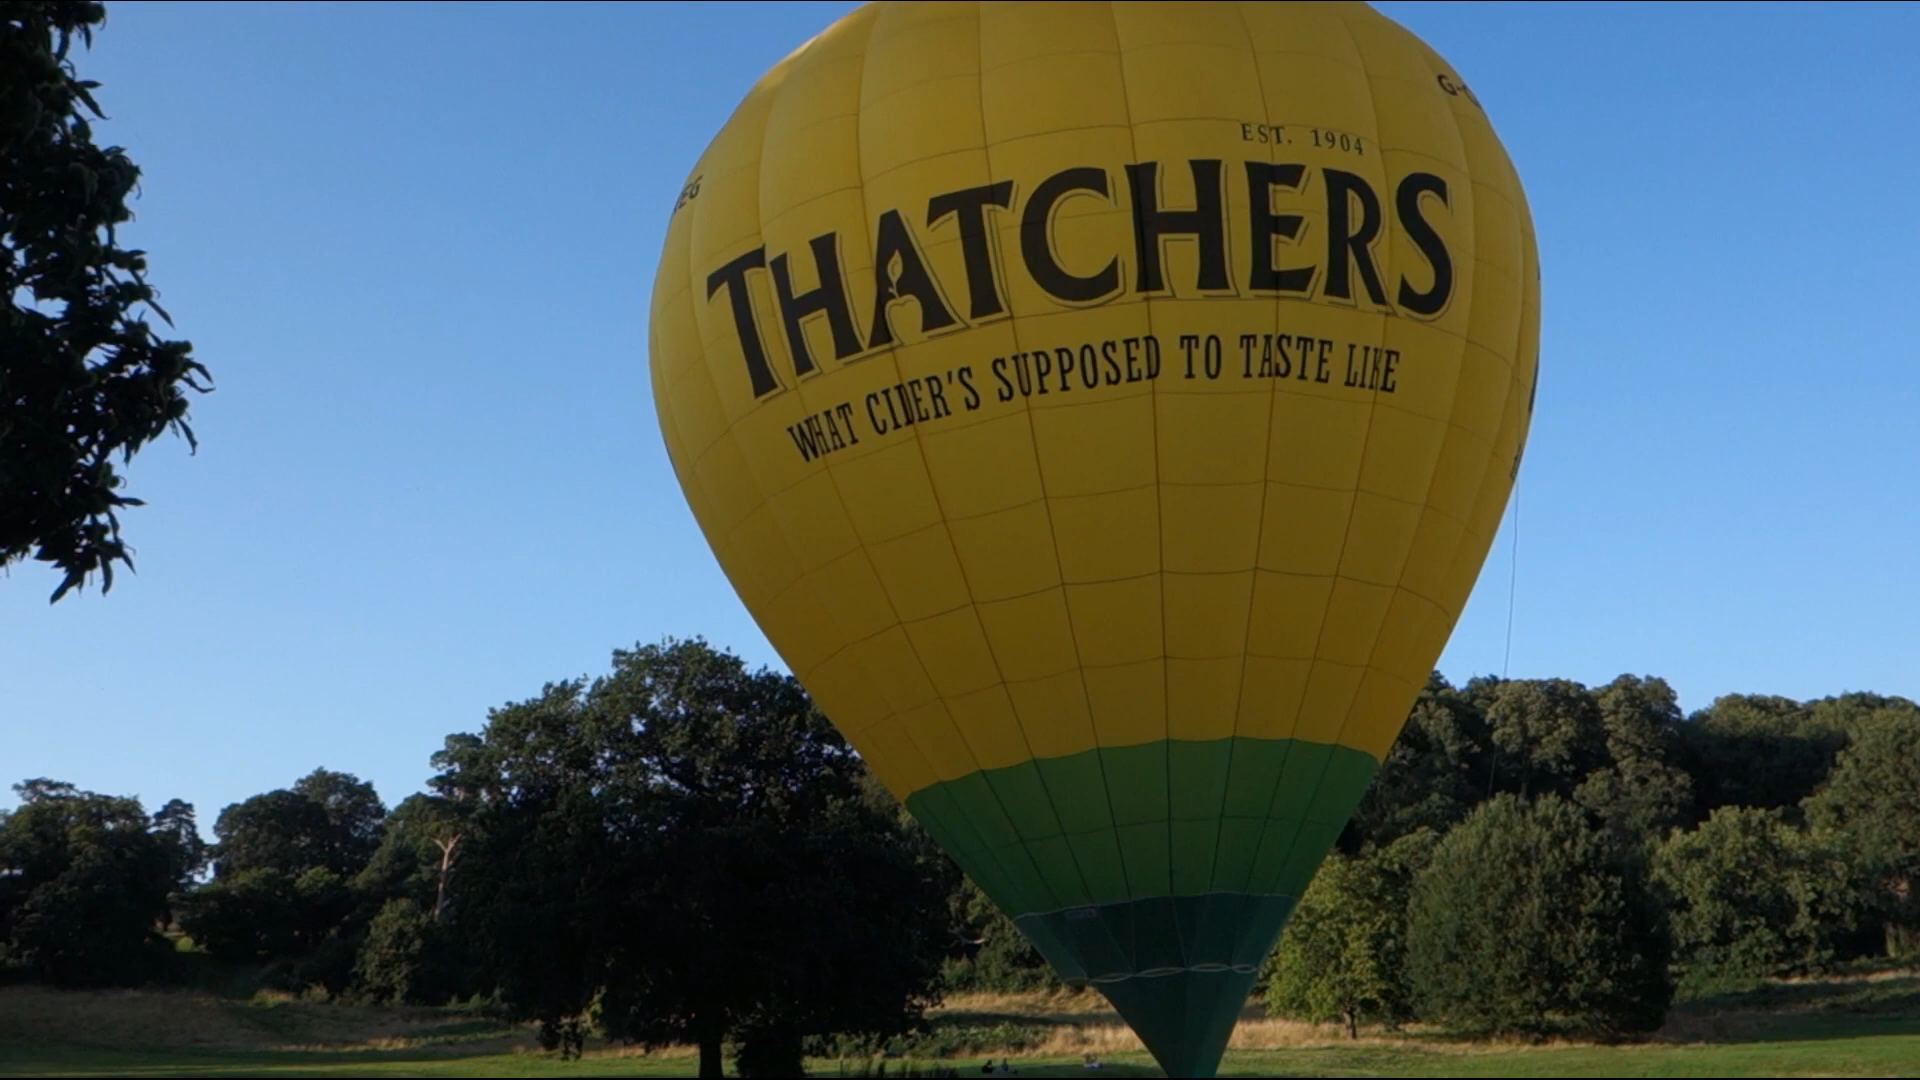 EST. 1904
THATCHERS
WHAT CIDER'S SUPPOSED TO TASTE LIKE